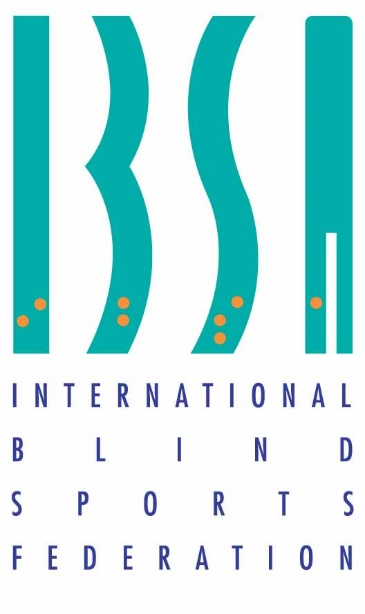 IBSA
INTERNATIONAL
BLIND
SPORTS
FEDERATION